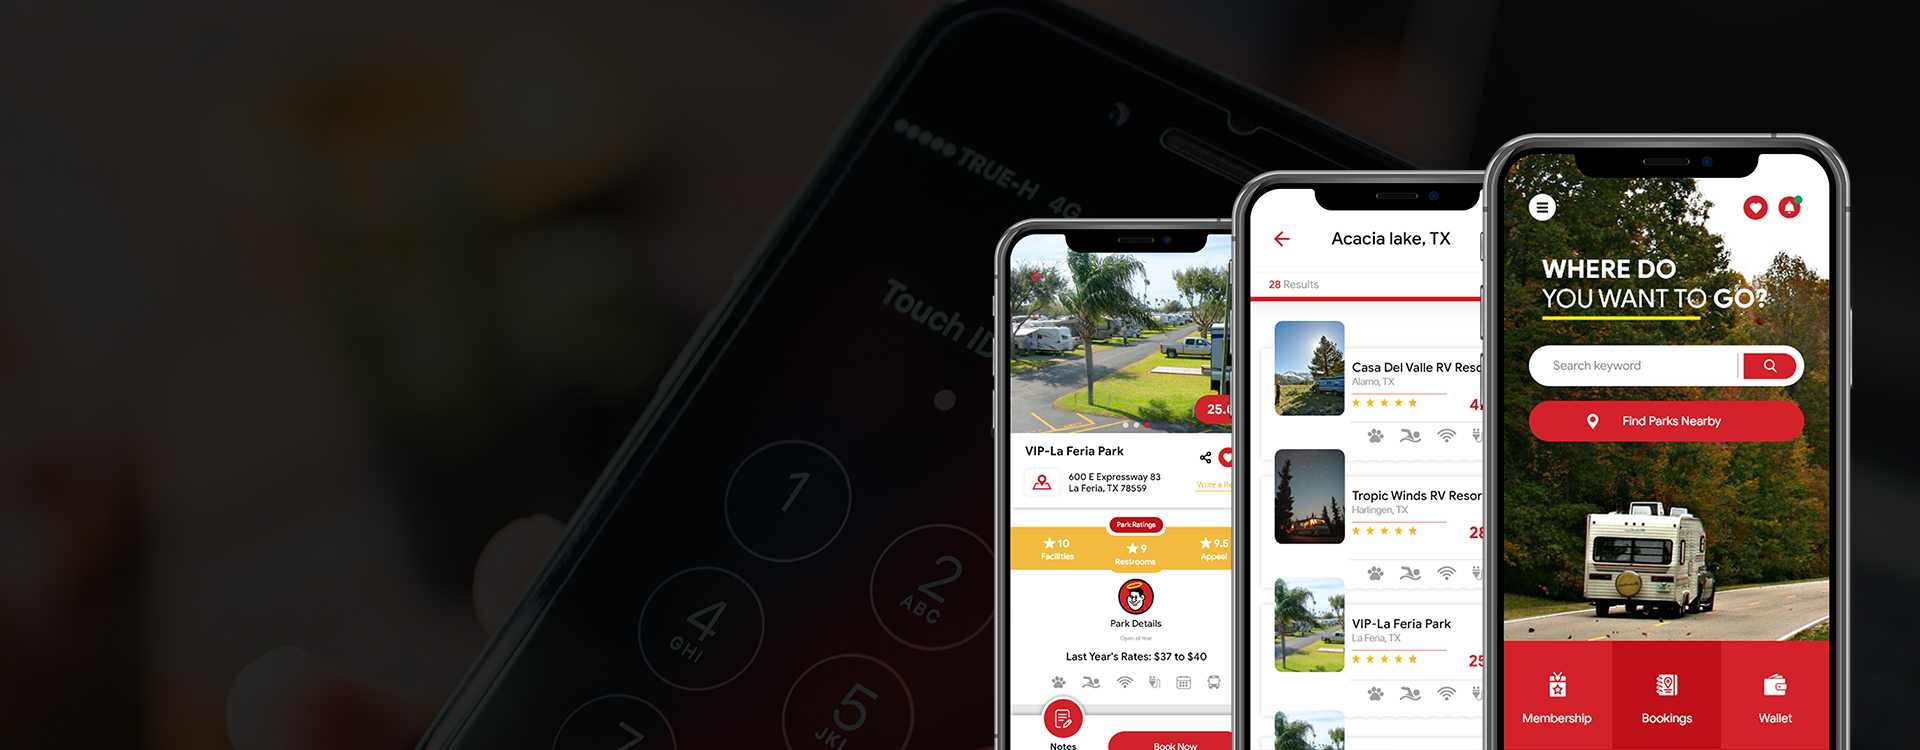 TRUE-H 4G
Touch ID
1
2
ABC
4
GHI
5
JKL
7
VIP-La Feria Park
600 E Expressway 83
La Feria, TX 78559
Write a Re
Park Ratings
10
Facilities
9
Restrooms
9.5
Appeal
Park Details
Open all Year
Last Year's Rates: $37 to $40
Notes
Book Now
Acacia lake, TX
28 Results
Casa Del Valle RV Reso
Alamo, TX
Tropic Winds RV Resor
Harlingen, TX
28
VIP-La Feria Park
La Feria, TX
25
WHERE DO
YOU WANT TO GO?
Search keyword
Find Parks Nearby
Membership
Bookings
Wallet